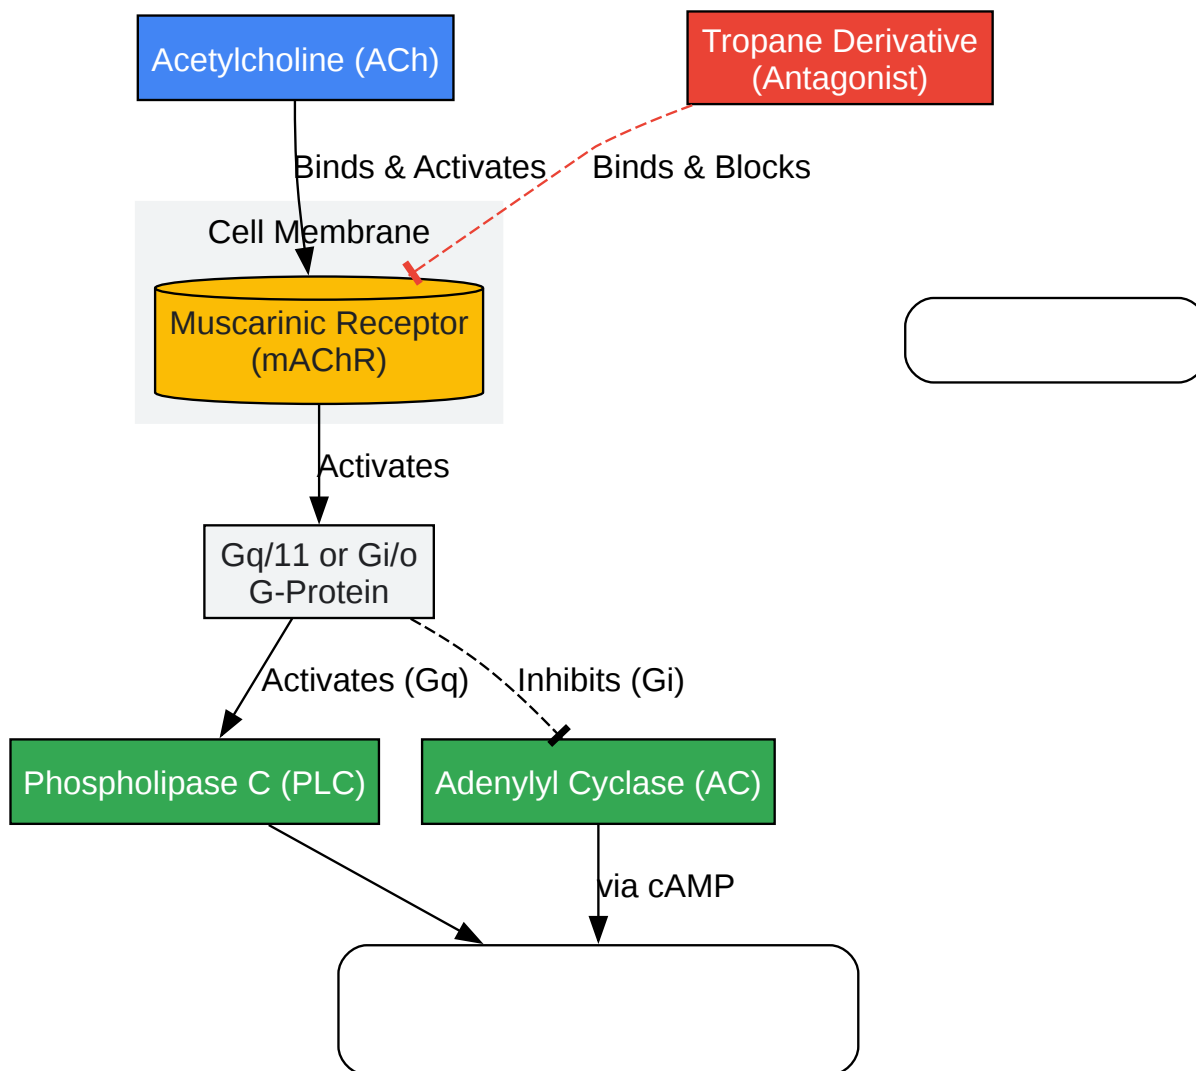 Acetylcholine (ACh)
Tropane Derivative
(Antagonist)
Binds & Activates
Binds & Blocks
Cell Membrane
Muscarinic Receptor
(mAChR)
Activates
Gq/11 or Gi/o
G-Protein
Activates (Gq)
Inhibits (Gi)
Phospholipase C (PLC)
Adenylyl Cyclase (AC)
via cAMP